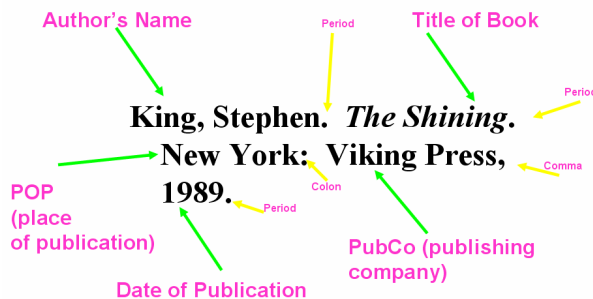 Author's Name
Period
Title of Book
Period
King, Stephen. The Shining.
New York: Viking Press,
Comma
Colon
1989.
Period
POP
(place
of publication)
PubCo (publishing
company)
Date of Publication